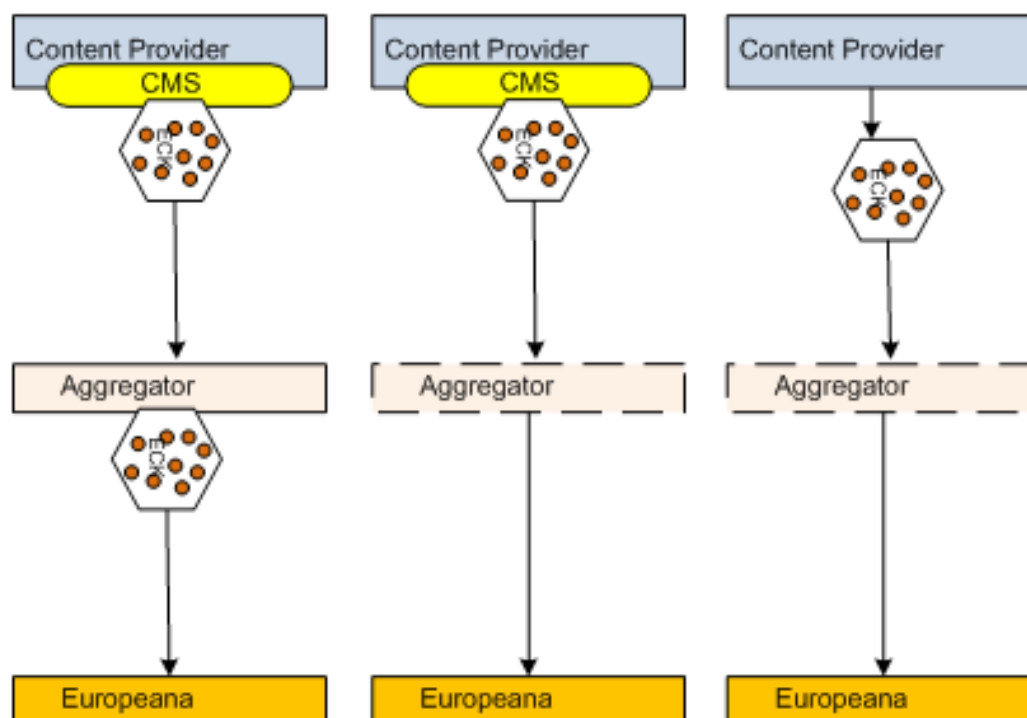 Content Provider
Content Provider
Content Provider
CMS
CMS
ECK
ECK
ECK
Aggregator
Aggregator
Aggregator
ECK
Europeana
Europeana
Europeana